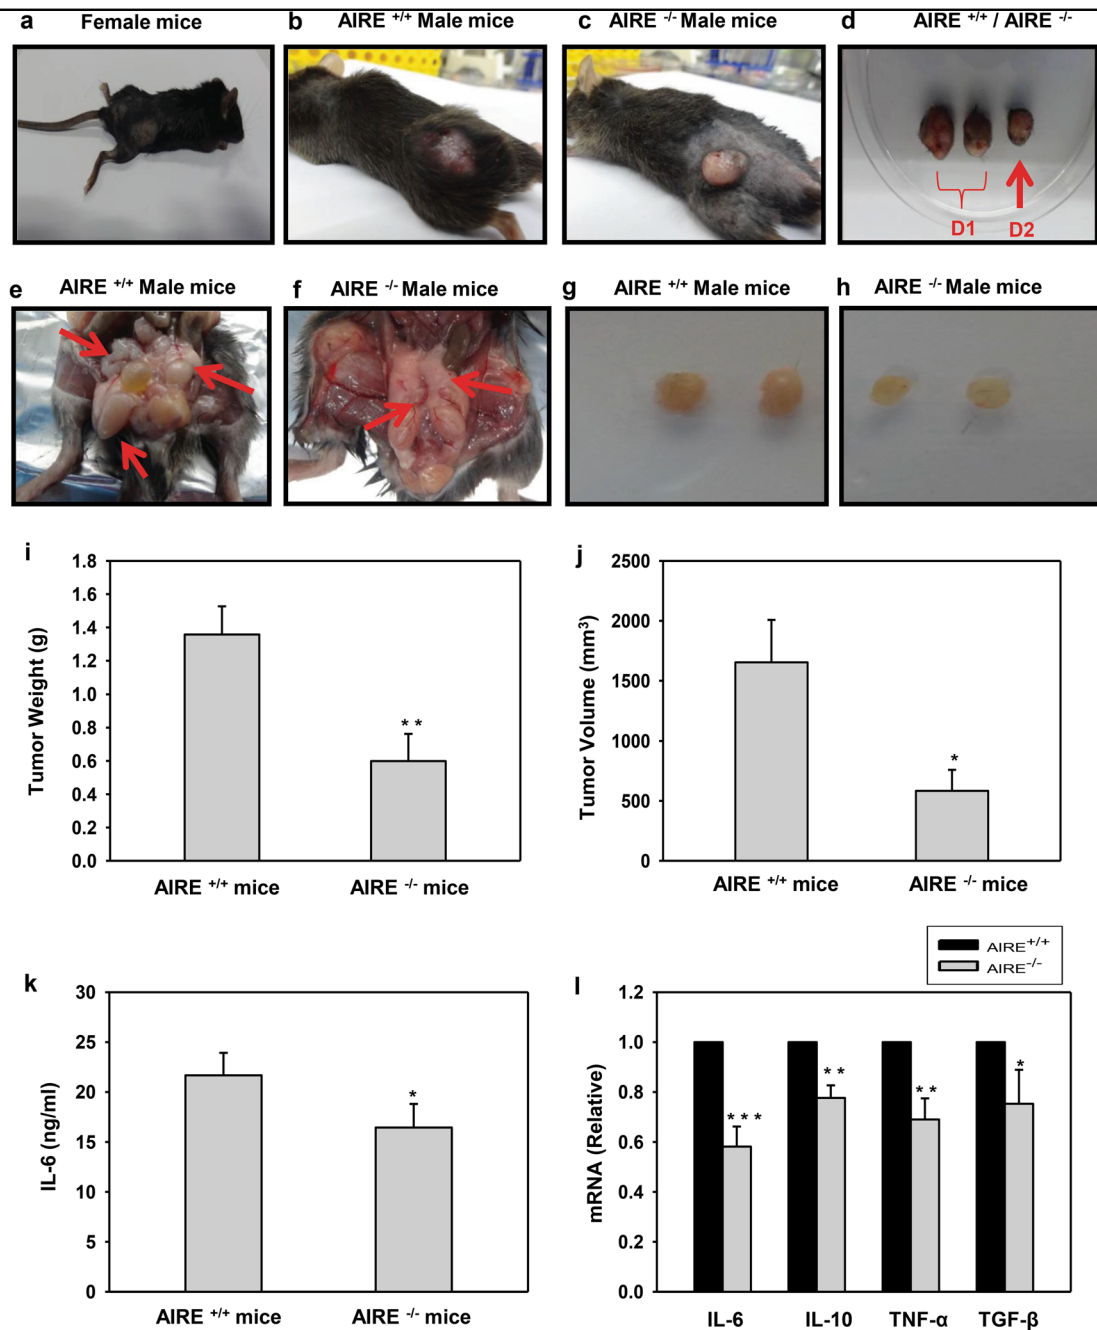 a Female mice
b AIRE +/+ Male mice
c AIRE -/- Male mice
d AIRE +/+ / AIRE -/-
D1
D2
e AIRE +/+ Male mice
f AIRE -/- Male mice
g AIRE +/+ Male mice
h AIRE -/- Male mice
i
Tumor Weight (g)
1.8
1.6
1.4
1.2
1.0
0.8
0.6
0.4
0.2
0.0
* *
AIRE +/+ mice
AIRE -/- mice
j
Tumor Volume (mm³)
2500
2000
1500
1000
500
0
*
AIRE +/+ mice
AIRE -/- mice
k
IL-6 (ng/ml)
30
25
20
15
10
5
0
*
AIRE +/+ mice
AIRE -/- mice
AIRE+/+
AIRE-/-
l
mRNA (Relative)
1.2
1.0
0.8
0.6
0.4
0.2
0.0
* * *
* *
* *
*
IL-6
IL-10
TNF-α
TGF-β